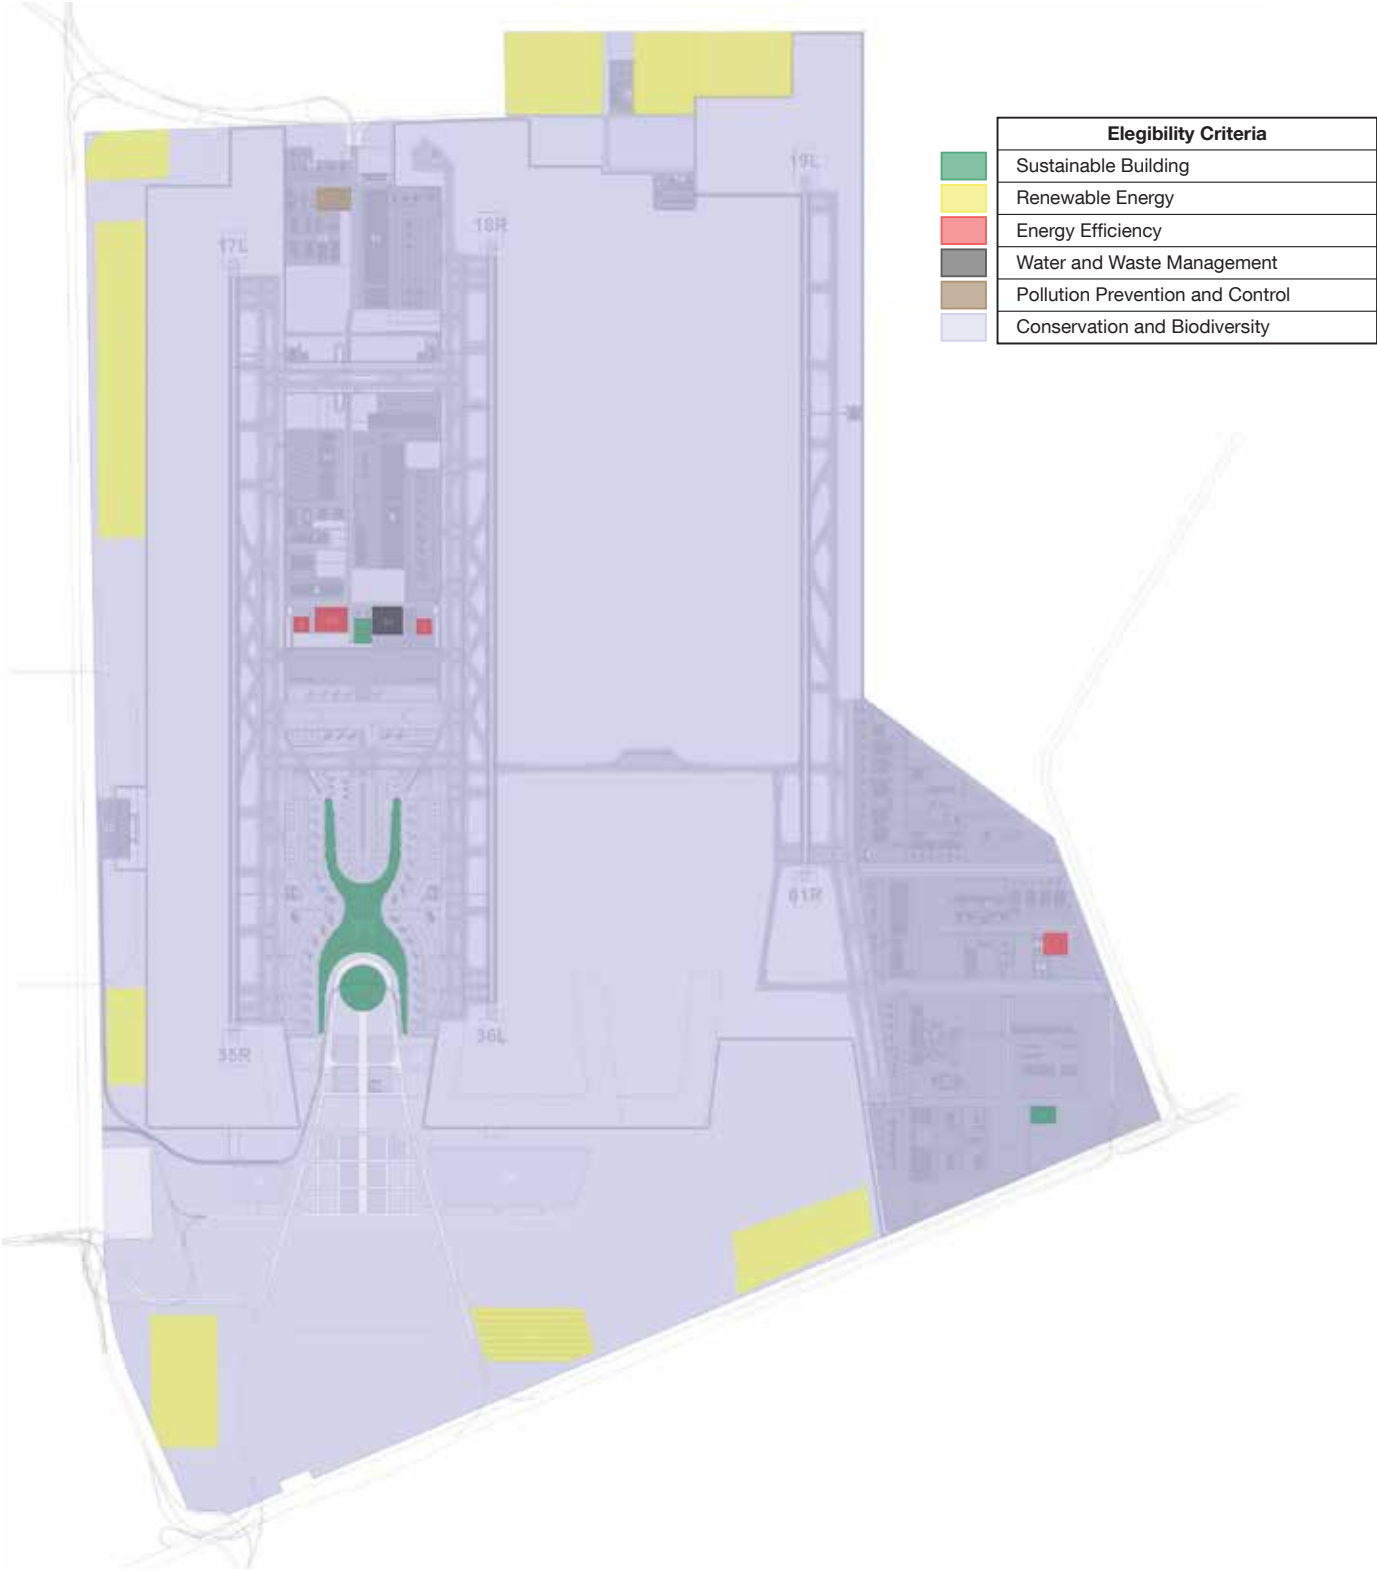 Elegibility Criteria
Sustainable Building
Renewable Energy
Energy Efficiency
Water and Waste Management
Pollution Prevention and Control
Conservation and Biodiversity
19L
18R
17L
01R
36L
35R